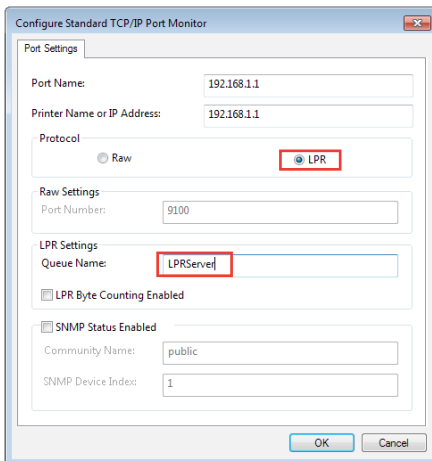 Configure Standard TCP/IP Port Monitor
Port Settings
Port Name: 192.168.1.1
Printer Name or IP Address: 192.168.1.1
Protocol
Raw LPR
Raw Settings
Port Number: 9100
LPR Settings
Queue Name: LPRServer
LPR Byte Counting Enabled
SNMP Status Enabled
Community Name: public
SNMP Device Index: 1
OK Cancel